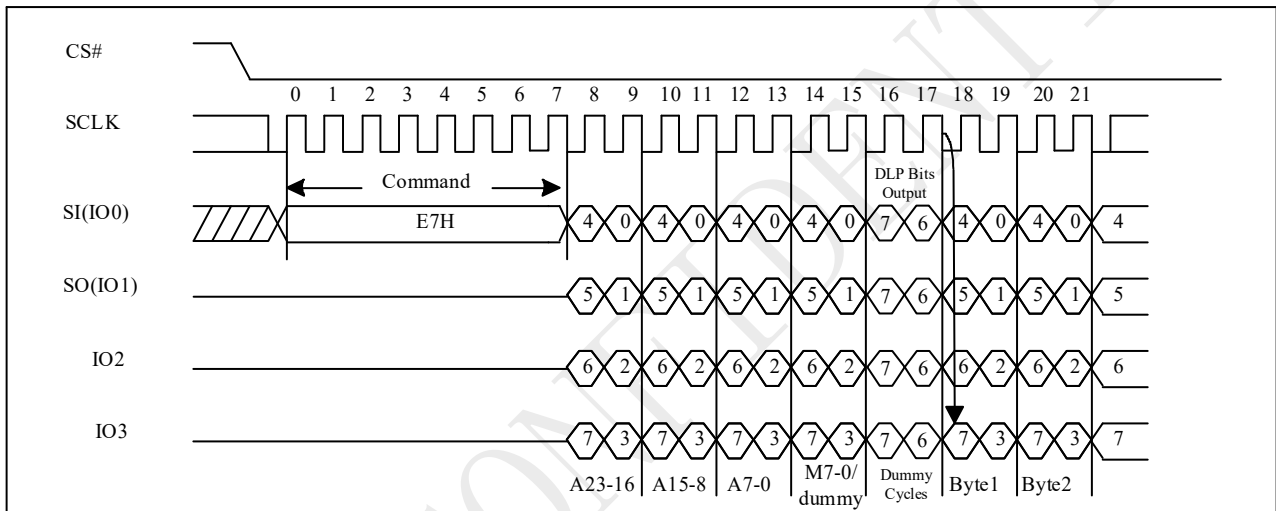 CS#
0 1 2 3 4 5 6 7 8 9 10 11 12 13 14 15 16 17 18 19 20 21
SCLK
Command
DLP Bits
Output
SI(IO0)
E7H
4 0 4 0 4 0 4 0 7 6 4 0 4 0 4
SO(IO1)
5 1 5 1 5 1 5 1 7 6 5 1 5 1 5
IO2
6 2 6 2 6 2 6 2 7 6 6 2 6 2 6
IO3
7 3 7 3 7 3 7 3 7 6 7 3 7 3 7
A23-16 A15-8 A7-0 M7-0/
dummy
Dummy
Cycles
Byte1 Byte2